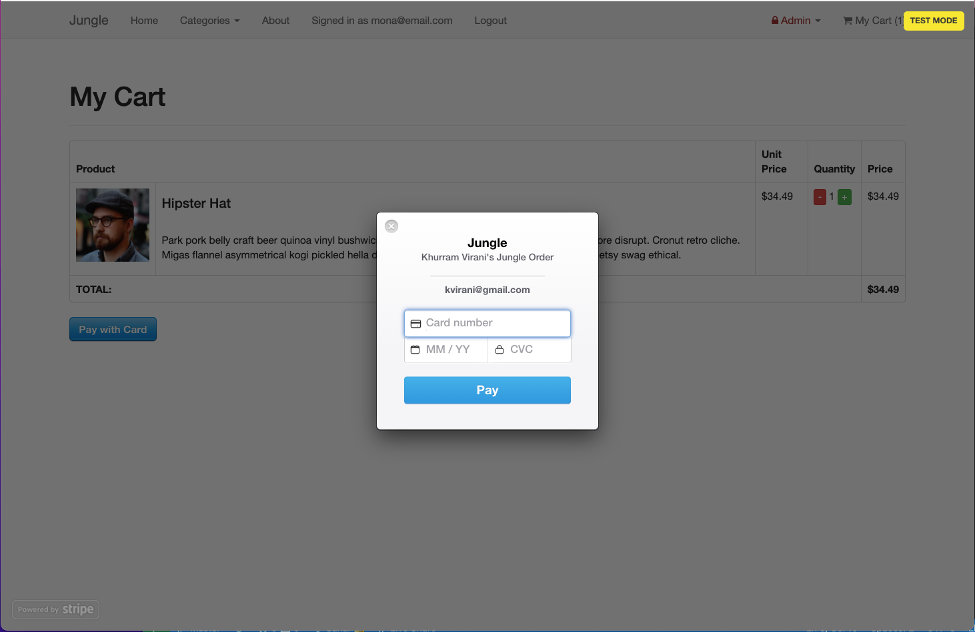 Jungle Home Categories About Signed in as mona@email.com Logout Admin My Cart (1 TEST MODE
My Cart
Product Unit Price Quantity Price
Hipster Hat $34.49 - 1 + $34.49
Park pork belly craft beer quinoa vinyl bushwic ore disrupt. Cronut retro cliche.
Migas flannel asymmetrical kogi pickled hella etsy swag ethical.
TOTAL: $34.49
Pay with Card
Jungle
Khurram Virani's Jungle Order
kvirani@gmail.com
Card number
MM / YY CVC
Pay
Powered by stripe